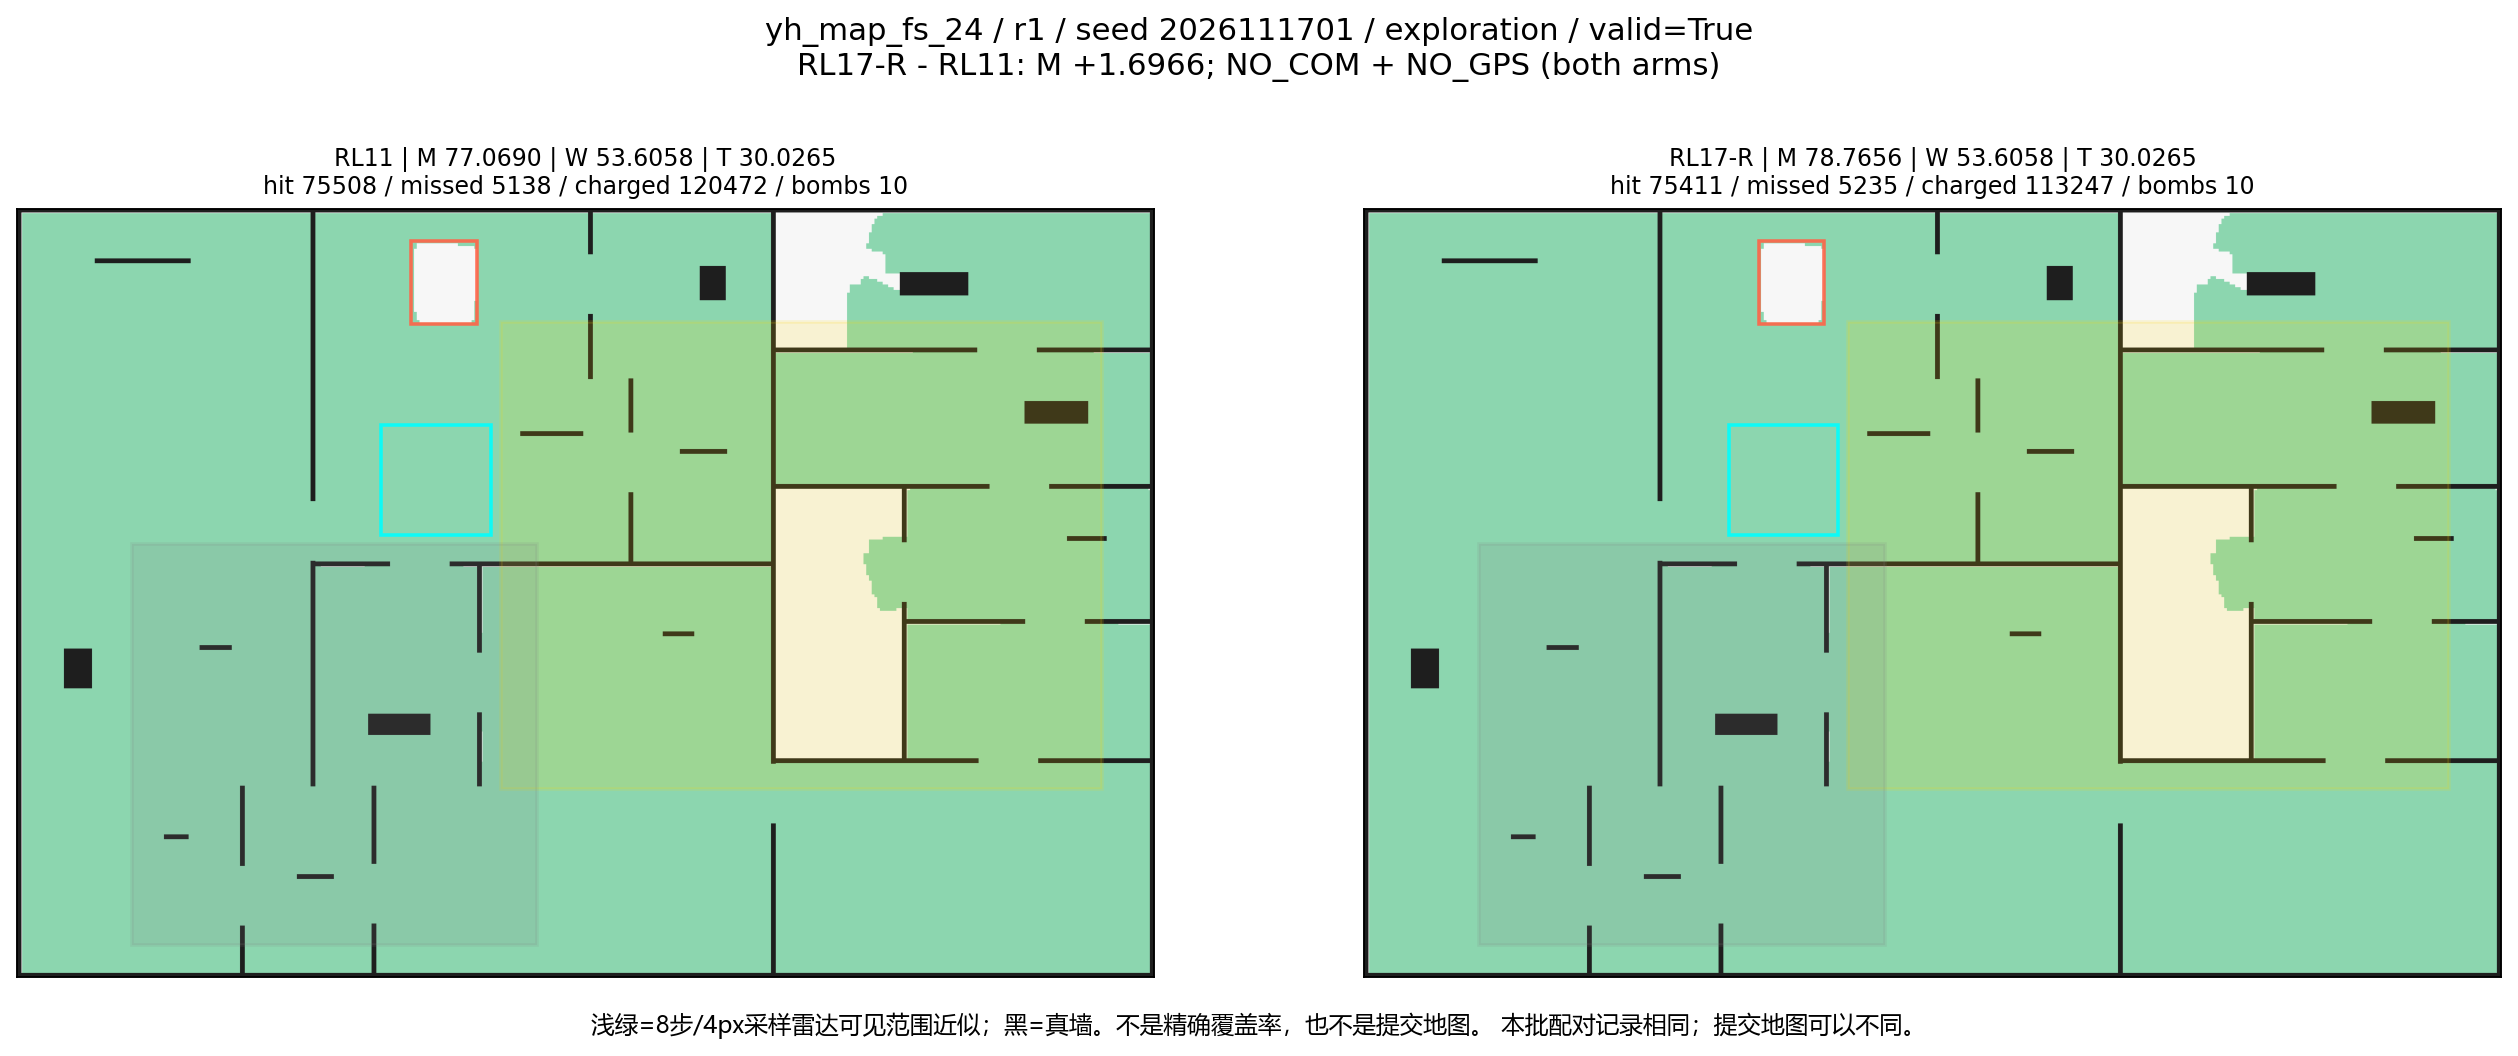 yh_map_fs_24 / r1 / seed 2026111701 / exploration / valid=True
RL17-R - RL11: M +1.6966; NO_COM + NO_GPS (both arms)
RL11 | M 77.0690 | W 53.6058 | T 30.0265
hit 75508 / missed 5138 / charged 120472 / bombs 10
RL17-R | M 78.7656 | W 53.6058 | T 30.0265
hit 75411 / missed 5235 / charged 113247 / bombs 10
浅绿=8步/4px采样雷达可见范围近似；黑=真墙。不是精确覆盖率，也不是提交地图。 本批配对记录相同；提交地图可以不同。